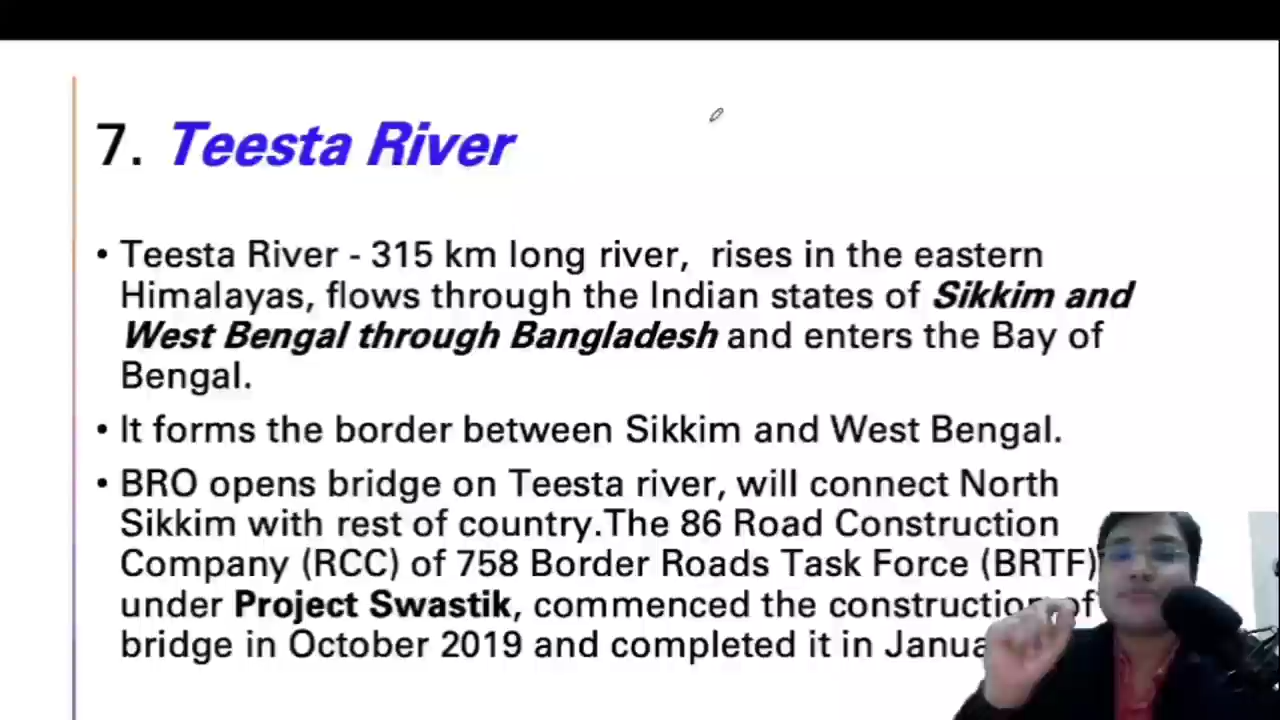 7. Teesta River
• Teesta River - 315 km long river, rises in the eastern
Himalayas, flows through the Indian states of Sikkim and
West Bengal through Bangladesh and enters the Bay of
Bengal.
• It forms the border between Sikkim and West Bengal.
• BRO opens bridge on Teesta river, will connect North
Sikkim with rest of country.The 86 Road Construction
Company (RCC) of 758 Border Roads Task Force (BRTF)
under Project Swastik, commenced the construction of
bridge in October 2019 and completed it in